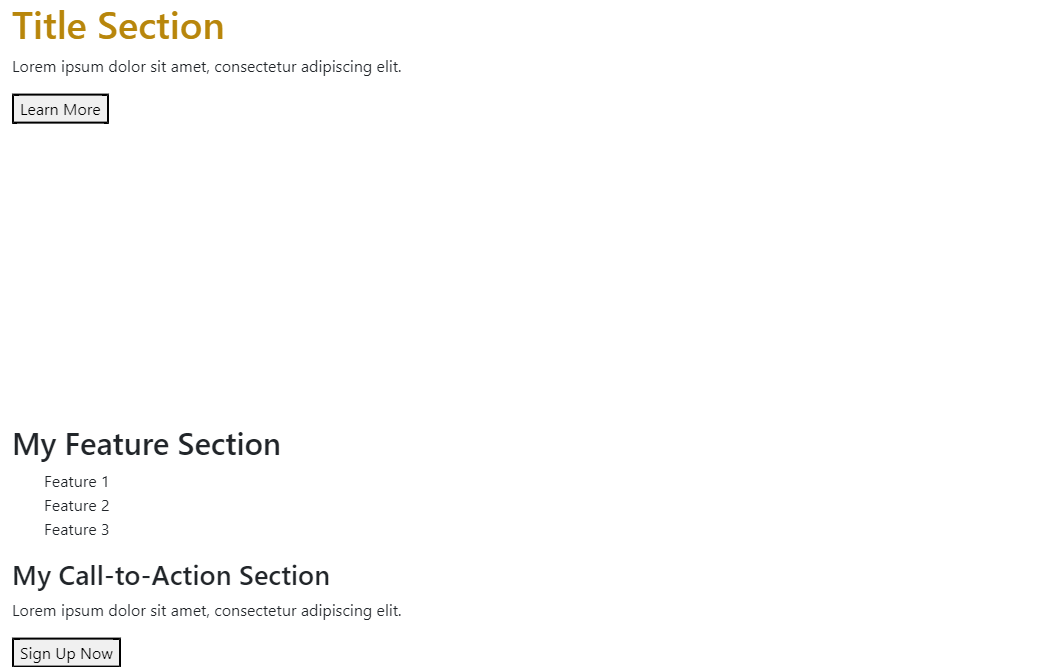 Title Section
Lorem ipsum dolor sit amet, consectetur adipiscing elit.
Learn More
My Feature Section
Feature 1
Feature 2
Feature 3
My Call-to-Action Section
Lorem ipsum dolor sit amet, consectetur adipiscing elit.
Sign Up Now